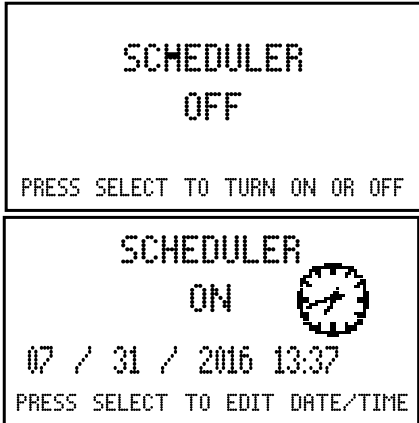 SCHEDULER
OFF
PRESS SELECT TO TURN ON OR OFF
SCHEDULER
ON
07 / 31 / 2016 13:37
PRESS SELECT TO EDIT DATE/TIME